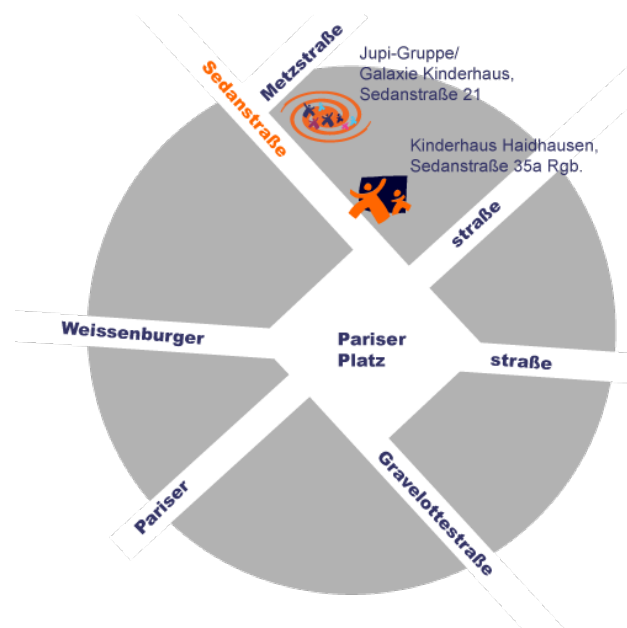 Metzstraße
Jupi-Gruppe/
Galaxie Kinderhaus,
Sedanstraße 21
Sedanstraße
Kinderhaus Haidhausen,
Sedanstraße 35a Rgb.
straße
Weissenburger
Pariser
Platz
straße
Pariser
Gravelottestraße